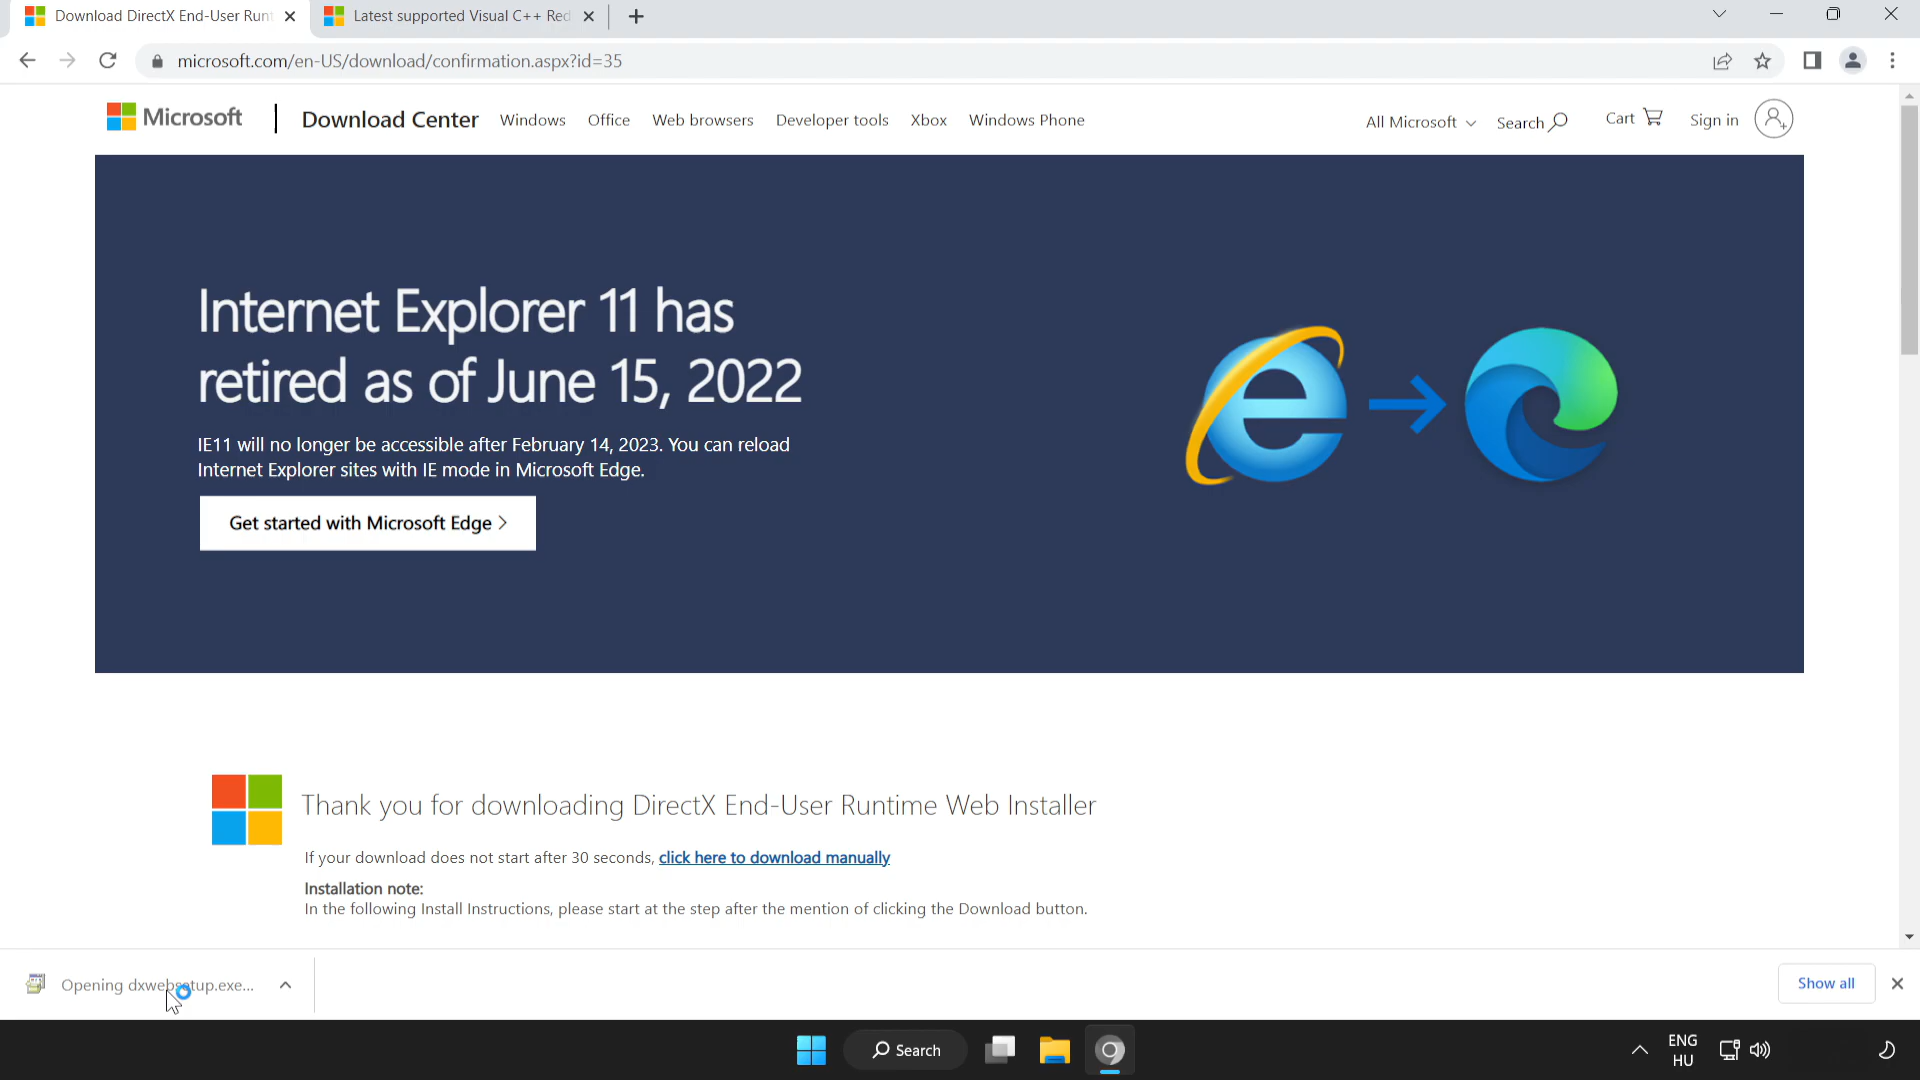 Download DirectX End-User Runt
Latest supported Visual C++ Red
microsoft.com/en-US/download/confirmation.aspx?id=35
Microsoft
Download Center
Windows
Office
Web browsers
Developer tools
Xbox
Windows Phone
All Microsoft
Search
Cart
Sign in
Internet Explorer 11 has
retired as of June 15, 2022
IE11 will no longer be accessible after February 14, 2023. You can reload
Internet Explorer sites with IE mode in Microsoft Edge.
Get started with Microsoft Edge >
Thank you for downloading DirectX End-User Runtime Web Installer
If your download does not start after 30 seconds, click here to download manually
Installation note:
In the following Install Instructions, please start at the step after the mention of clicking the Download button.
Opening dxwebsetup.exe...
Show all
Search
ENG
HU